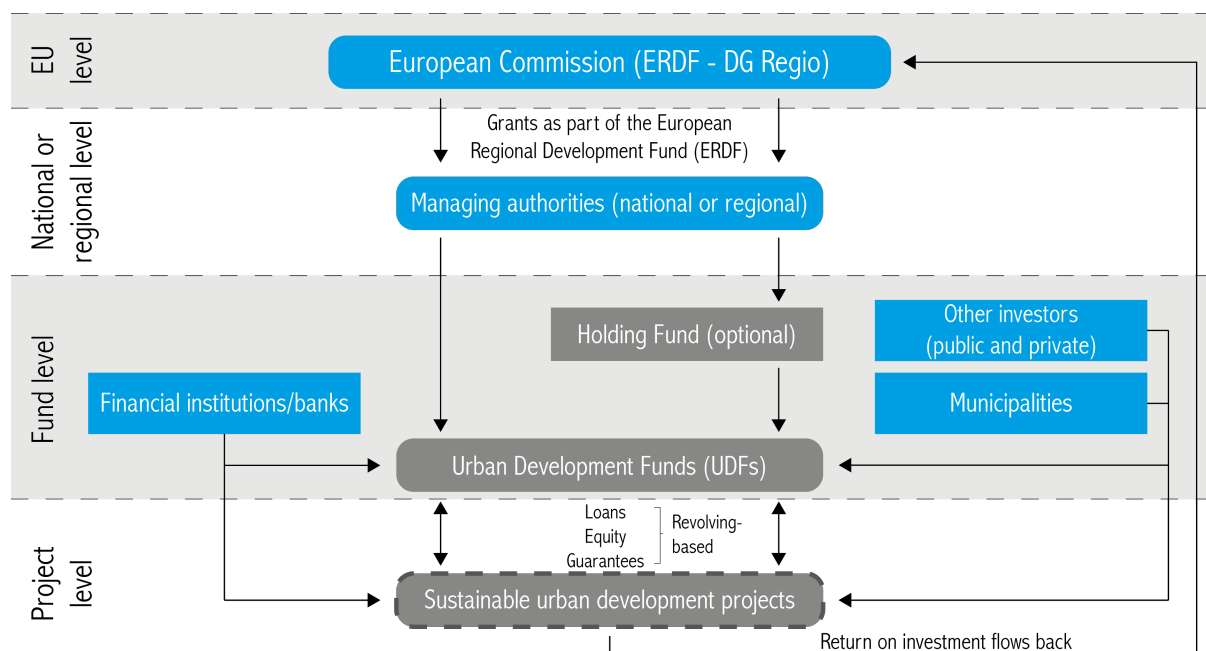 EU
level
European Commission (ERDF - DG Regio)
National or
regional level
Grants as part of the European
Regional Development Fund (ERDF)
Managing authorities (national or regional)
Fund level
Holding Fund (optional)
Other investors
(public and private)
Financial institutions/banks
Municipalities
Urban Development Funds (UDFs)
Project
level
Loans
Equity
Guarantees
Revolving-
based
Sustainable urban development projects
Return on investment flows back